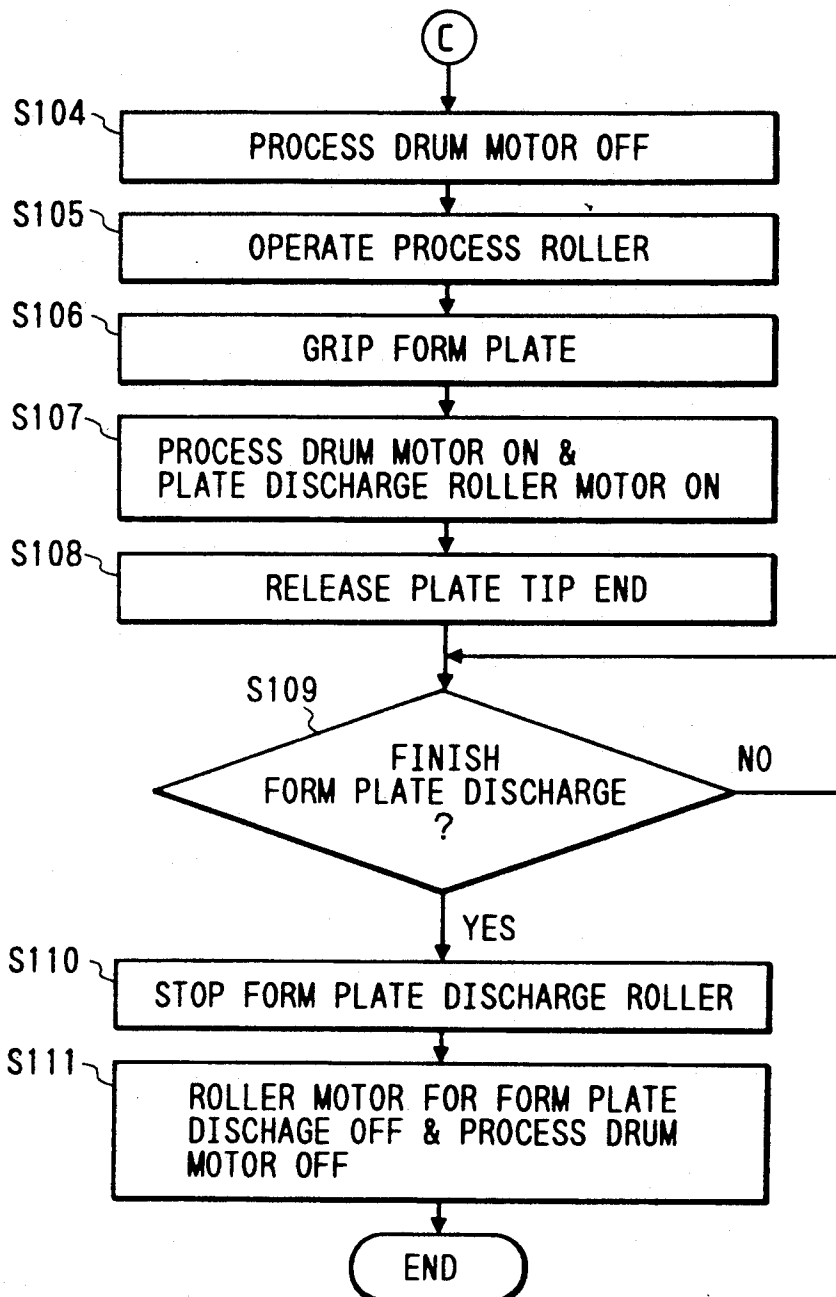 C
S104
PROCESS DRUM MOTOR OFF
S105
OPERATE PROCESS ROLLER
S106
GRIP FORM PLATE
S107
PROCESS DRUM MOTOR ON &
PLATE DISCHARGE ROLLER MOTOR ON
S108
RELEASE PLATE TIP END
S109
FINISH
FORM PLATE DISCHARGE
?
NO
YES
S110
STOP FORM PLATE DISCHARGE ROLLER
S111
ROLLER MOTOR FOR FORM PLATE
DISCHAGE OFF & PROCESS DRUM
MOTOR OFF
END